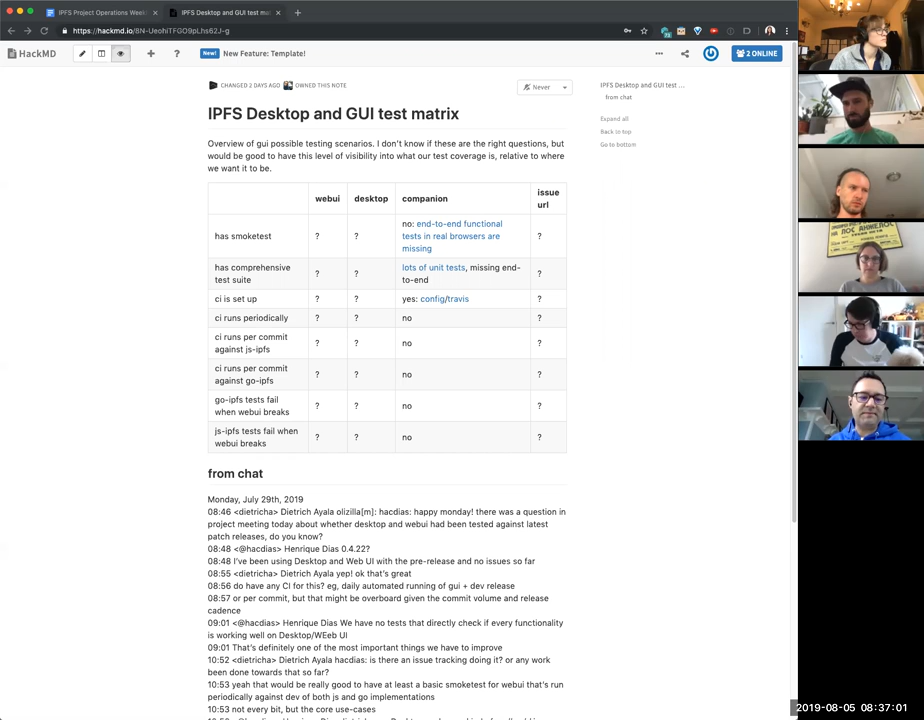 IPFS Project Operations Week
IPFS Desktop and GUI test mat
https://hackmd.io/8N-UeohiTFGO9pLhs62J-g
HackMD
New!
New Feature: Template!
2 ONLINE
CHANGED 2 DAYS AGO
OWNED THIS NOTE
Never
IPFS Desktop and GUI test matrix
Overview of gui possible testing scenarios. I don't know if these are the right questions, but
would be good to have this level of visibility into what our test coverage is, relative to where
we want it to be.
webui desktop companion issue
url
has smoketest ? ? no: end-to-end functional
tests in real browsers are
missing ?
has comprehensive
test suite ? ? lots of unit tests, missing end-
to-end ?
ci is set up ? ? yes: config/travis ?
ci runs periodically ? ? no ?
ci runs per commit
against js-ipfs ? ? no ?
ci runs per commit
against go-ipfs ? ? no ?
go-ipfs tests fail
when webui breaks ? ? no ?
js-ipfs tests fail when
webui breaks ? ? no ?
from chat
Monday, July 29th, 2019
08:46 <dietricha> Dietrich Ayala olizilla[m]: hacdias: happy monday! there was a question in
project meeting today about whether desktop and webui had been tested against latest
patch releases, do you know?
08:48 <@hacdias> Henrique Dias 0.4.22?
08:48 I've been using Desktop and Web UI with the pre-release and no issues so far
08:55 <dietricha> Dietrich Ayala yep! ok that's great
08:56 do have any CI for this? eg, daily automated running of gui + dev release
08:57 or per commit, but that might be overboard given the commit volume and release
cadence
09:01 <@hacdias> Henrique Dias We have no tests that directly check if every functionality
is working well on Desktop/WEeb UI
09:01 That's definitely one of the most important things we have to improve
10:52 <dietricha> Dietrich Ayala hacdias: is there an issue tracking doing it? or any work
been done towards that so far?
10:53 yeah that would be really good to have at least a basic smoketest for webui that's run
periodically against dev of both js and go implementations
10:53 not every bit, but the core use-cases
IPFS Desktop and GUI test ...
from chat
Expand all
Back to top
Go to bottom
2019-08-05 08:37:01